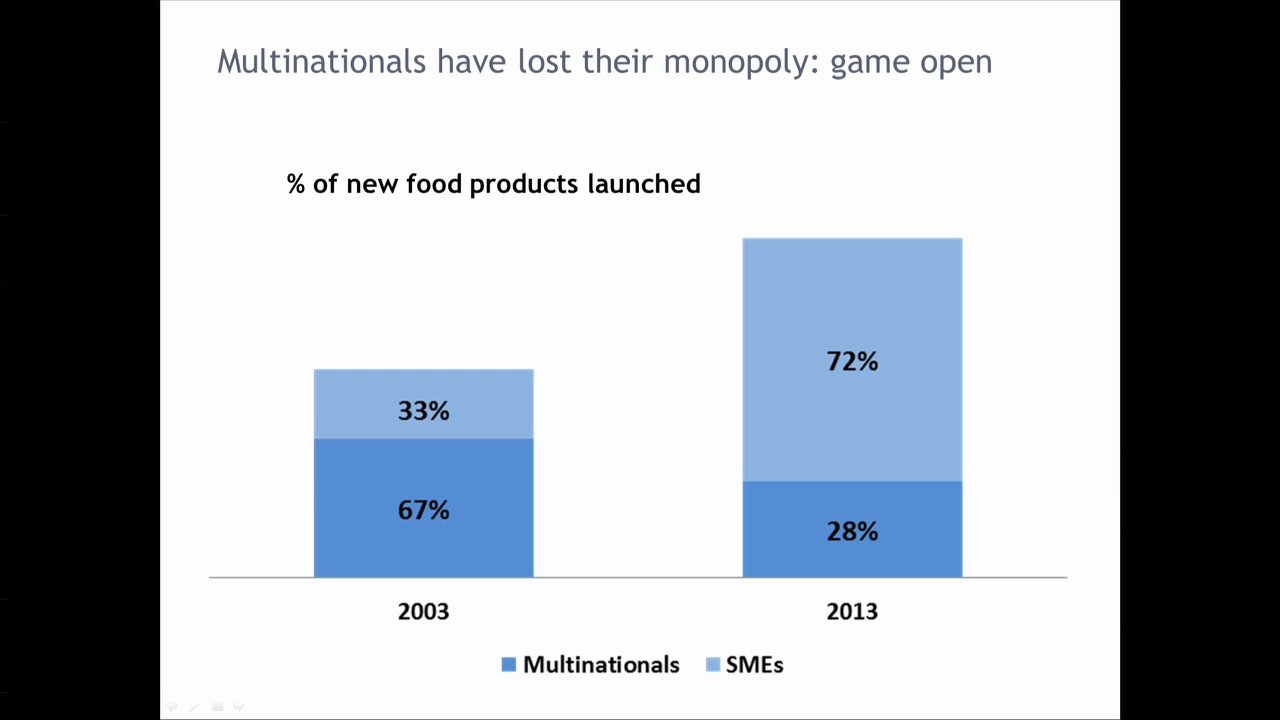 Multinationals have lost their monopoly: game open
% of new food products launched
72%
33%
67%
28%
2003 2013
Multinationals SMEs